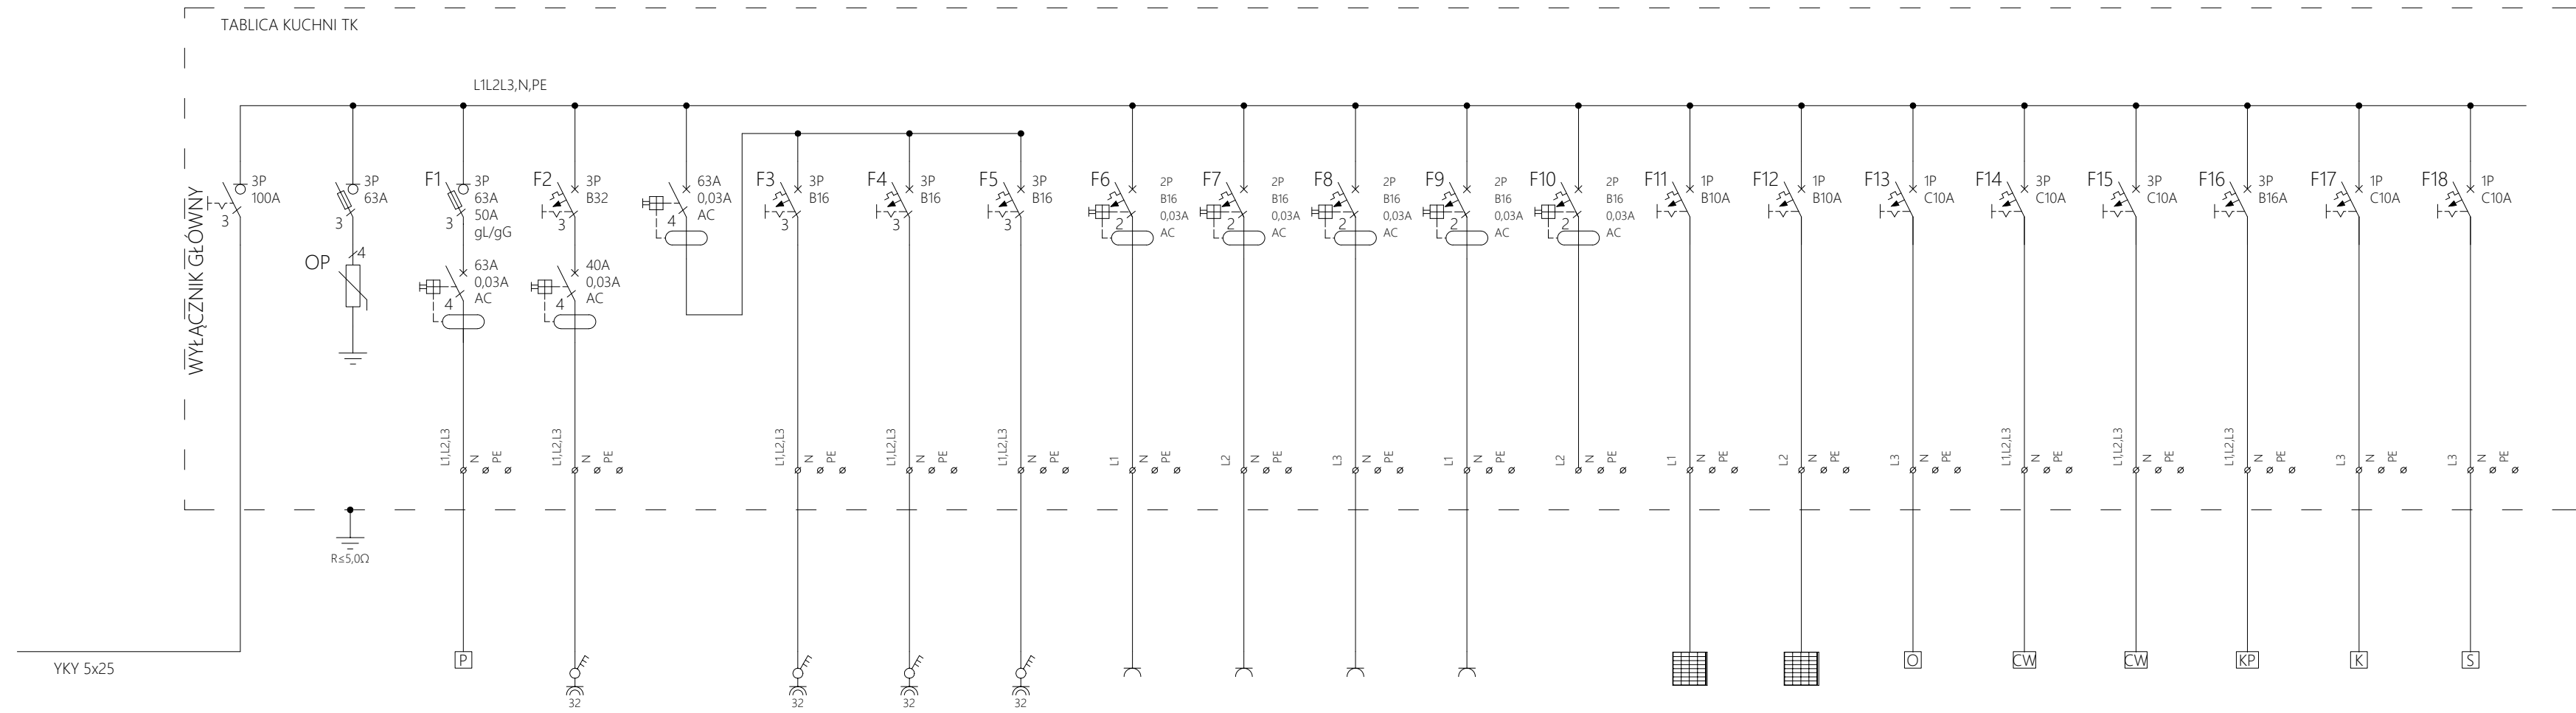 TABLICA KUCHNI TK
L1L2L3,N,PE
WYŁĄCZNIK GŁÓWNY
3P
100A
3
3P
63A
3
OP
4
F1
3P
63A
50A
gL/gG
3
63A
0,03A
AC
4
F2
3P
B32
3
40A
0,03A
AC
4
63A
0,03A
AC
4
F3
3P
B16
3
F4
3P
B16
3
F5
3P
B16
3
F6
2P
B16
0,03A
AC
2
F7
2P
B16
0,03A
AC
2
F8
2P
B16
0,03A
AC
2
F9
2P
B16
0,03A
AC
2
F10
2P
B16
0,03A
AC
2
F11
1P
B10A
F12
1P
B10A
F13
1P
C10A
F14
3P
C10A
F15
3P
C10A
F16
3P
B16A
F17
1P
C10A
F18
1P
C10A
L1,L2,L3 N PE
L1,L2,L3 N PE
L1,L2,L3 N PE
L1,L2,L3 N PE
L1,L2,L3 N PE
L1 N PE
L2 N PE
L3 N PE
L1 N PE
L2 N PE
L1 N PE
L2 N PE
L3 N PE
L1,L2,L3 N PE
L1,L2,L3 N PE
L1,L2,L3 N PE
L3 N PE
L3 N PE
R≤5,0Ω
YKY 5x25
P
32
32
32
32
O
CW
CW
KP
K
S